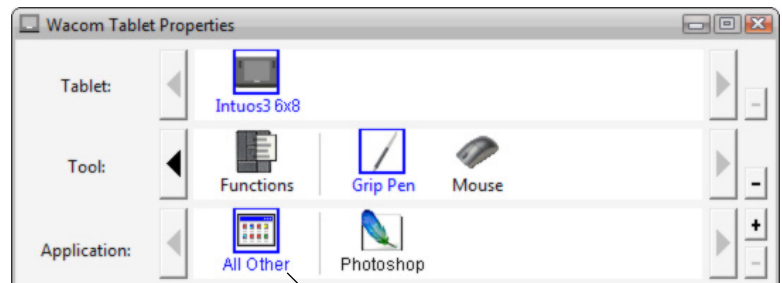 Wacom Tablet Properties
Tablet:
Intuos3 6x8
Tool:
Functions Grip Pen Mouse
Application:
All Other Photoshop